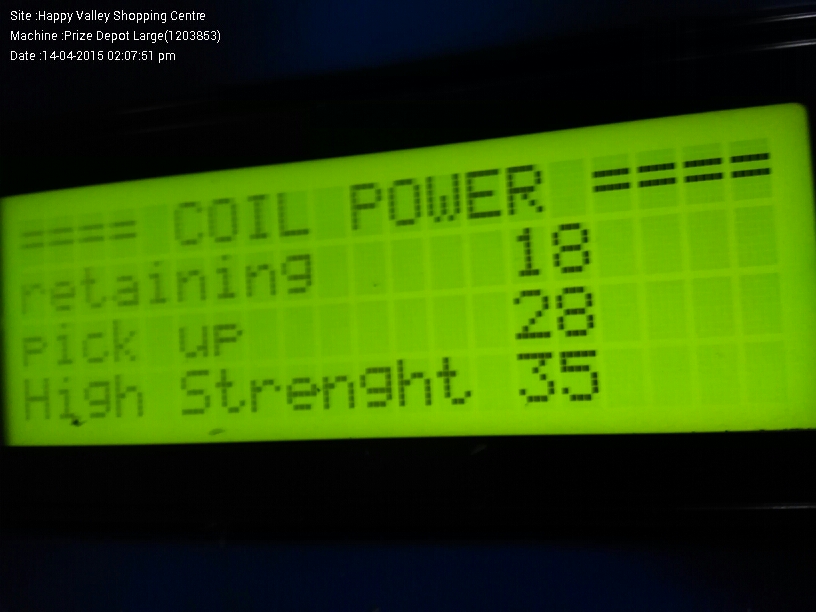 Site :Happy Valley Shopping Centre
Machine :Prize Depot Large(1203853)
Date :14-04-2015 02:07:51 pm
==== COIL POWER ====
retaining 18
pick up 28
High Strenght 35